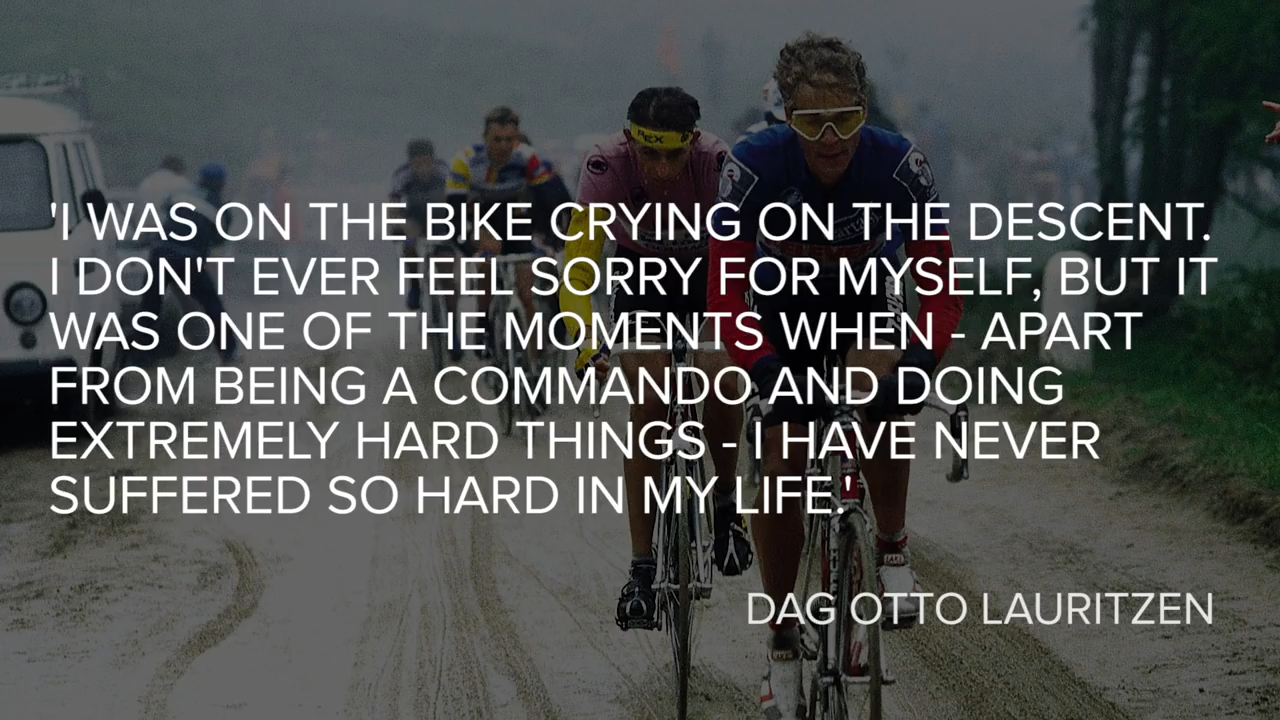 'I WAS ON THE BIKE CRYING ON THE DESCENT.
I DON'T EVER FEEL SORRY FOR MYSELF, BUT IT
WAS ONE OF THE MOMENTS WHEN - APART
FROM BEING A COMMANDO AND DOING
EXTREMELY HARD THINGS - I HAVE NEVER
SUFFERED SO HARD IN MY LIFE.'
DAG OTTO LAURITZEN